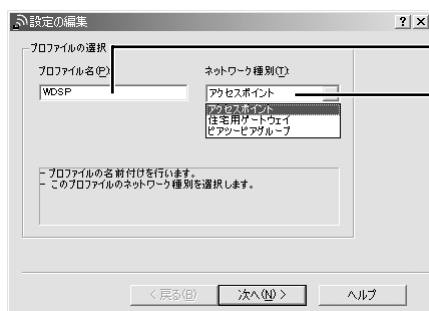 設定の編集
プロファイルの選択
プロファイル名(P):
ネットワーク種別(T):
WDSP
アクセスポイント
アクセスポイント
住宅用ゲートウェイ
ピアツーピアグループ
- プロファイルの名前付けを行います。
- このプロファイルのネットワーク種別を選択します。
< 戻る(B)
次へ(N) >
ヘルプ